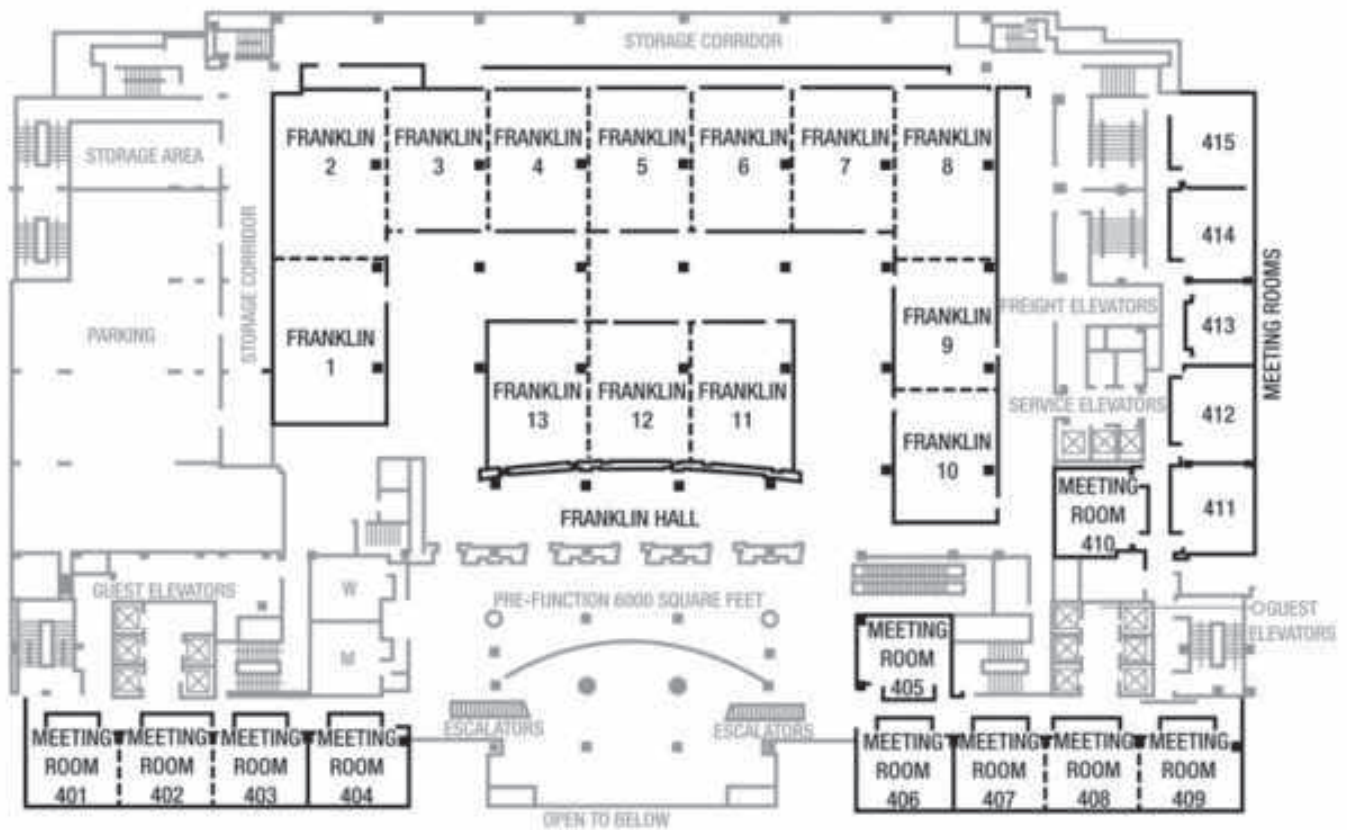 STORAGE CORRIDOR
FRANKLIN
2
FRANKLIN
3
FRANKLIN
4
FRANKLIN
5
FRANKLIN
6
FRANKLIN
7
FRANKLIN
8
415
STORAGE AREA
414
STORAGE CORRIDOR
MEETING ROOMS
FREIGHT ELEVATORS
413
PARKING
FRANKLIN
1
FRANKLIN
9
FRANKLIN
13
FRANKLIN
12
FRANKLIN
11
SERVICE ELEVATORS
412
FRANKLIN
10
MEETING
ROOM
410
411
FRANKLIN HALL
GUEST ELEVATORS
W
M
PRE-FUNCTION 6000 SQUARE FEET
GUEST
ELEVATORS
MEETING
ROOM
405
ESCALATORS
ESCALATORS
MEETING
ROOM
401
MEETING
ROOM
402
MEETING
ROOM
403
MEETING
ROOM
404
MEETING
ROOM
406
MEETING
ROOM
407
MEETING
ROOM
408
MEETING
ROOM
409
OPEN TO BELOW